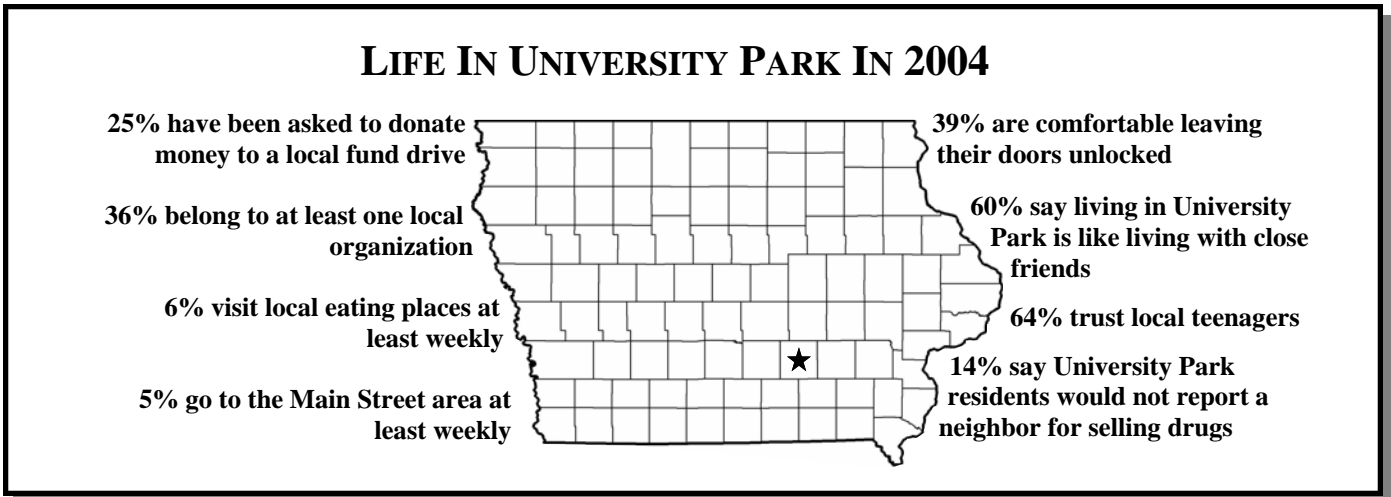 LIFE IN UNIVERSITY PARK IN 2004
25% have been asked to donate
money to a local fund drive
36% belong to at least one local
organization
6% visit local eating places at
least weekly
5% go to the Main Street area at
least weekly
39% are comfortable leaving
their doors unlocked
60% say living in University
Park is like living with close
friends
64% trust local teenagers
14% say University Park
residents would not report a
neighbor for selling drugs